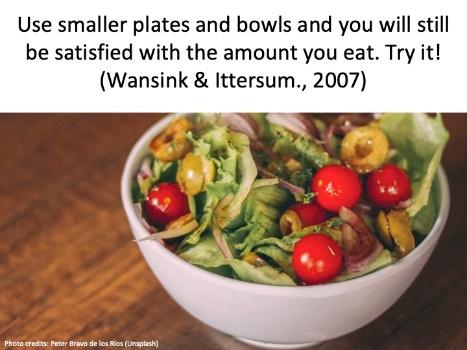 Use smaller plates and bowls and you will still
be satisfied with the amount you eat. Try it!
(Wansink & Ittersum., 2007)
Photo credits: Peter Bravo de los Rios (Unsplash)